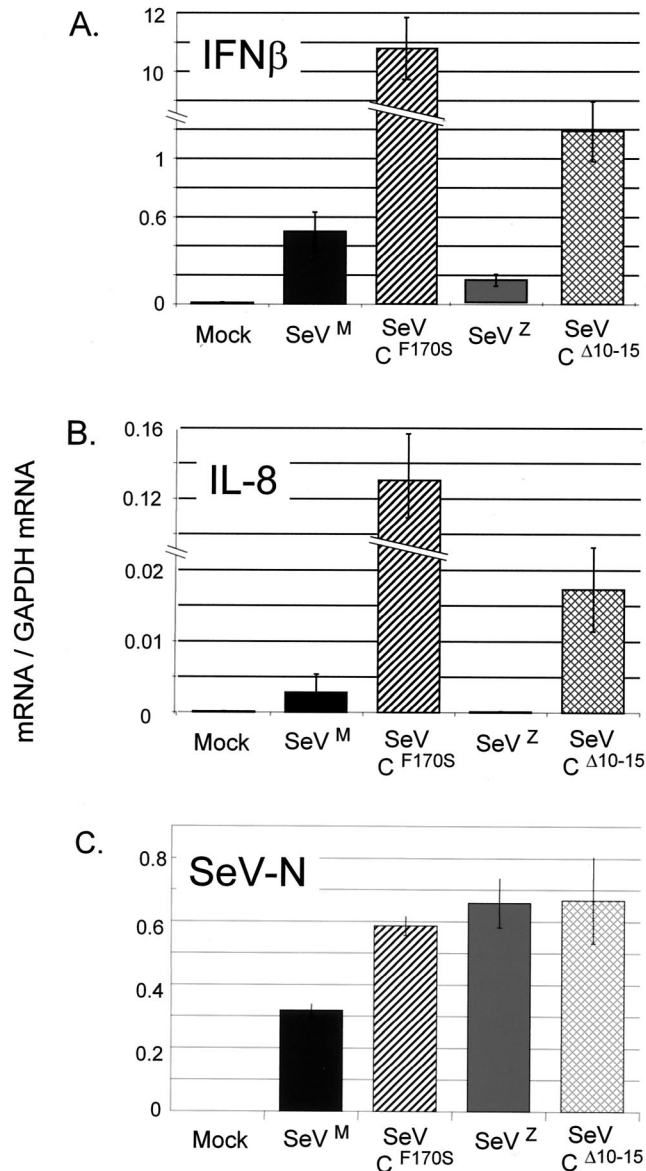 A.
IFNβ
12
10
1
0.6
0
Mock
SeV M
SeV
C F170S
SeV Z
SeV
C Δ10-15
mRNA / GAPDH mRNA
B.
IL-8
0.16
0.12
0.02
0.01
0
Mock
SeV M
SeV
C F170S
SeV Z
SeV
C Δ10-15
C.
SeV-N
0.8
0.6
0.4
0.2
0
Mock
SeV M
SeV
C F170S
SeV Z
SeV
C Δ10-15